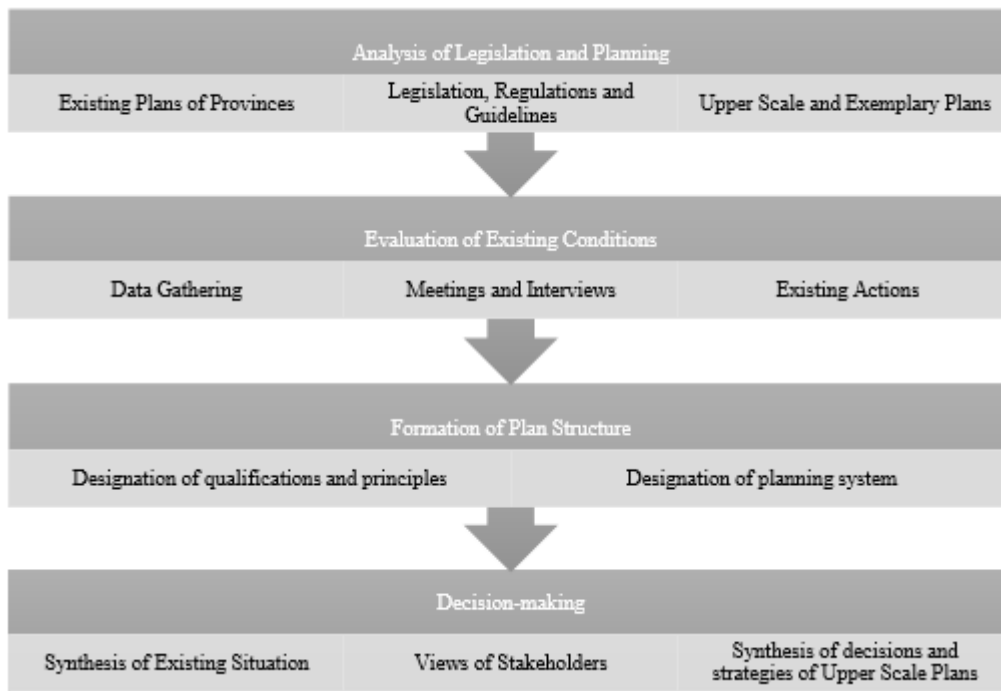 Analysis of Legislation and Planning
Existing Plans of Provinces
Legislation, Regulations and
Guidelines
Upper Scale and Exemplary Plans
Evaluation of Existing Conditions
Data Gathering
Meetings and Interviews
Existing Actions
Formation of Plan Structure
Designation of qualifications and principles
Designation of planning system
Decision-making
Synthesis of Existing Situation
Views of Stakeholders
Synthesis of decisions and
strategies of Upper Scale Plans